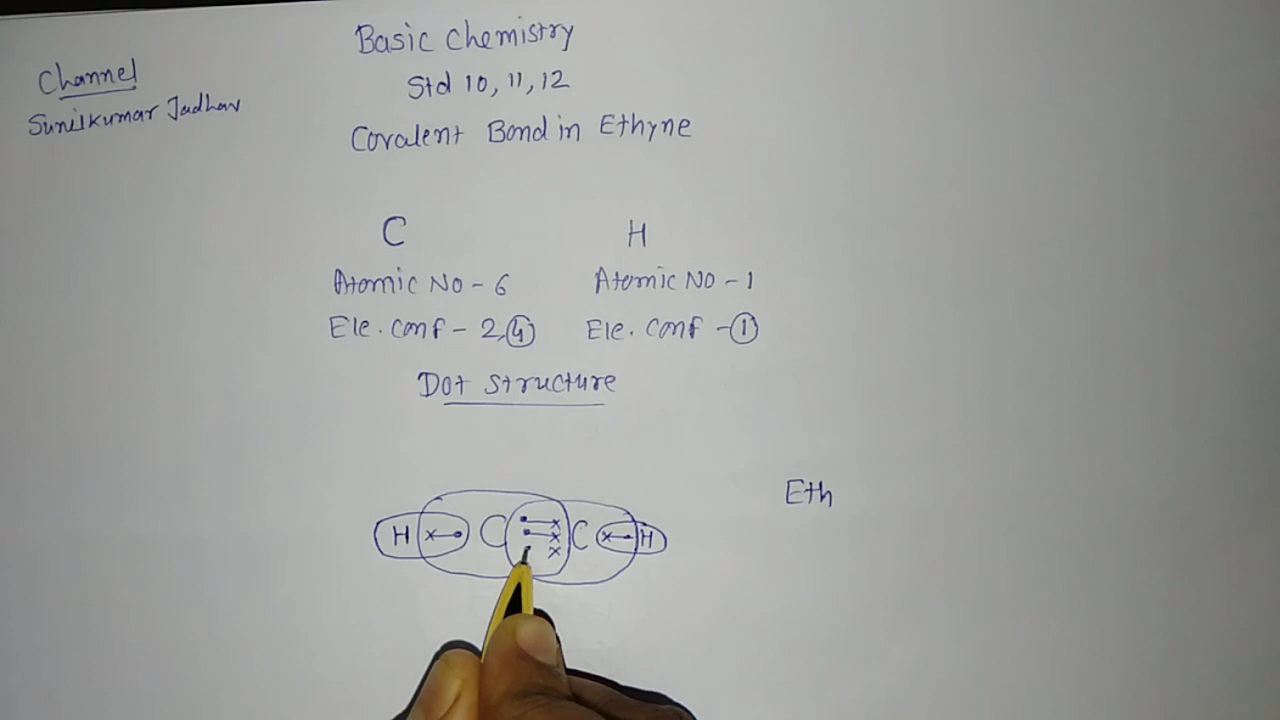 Channel
Sunilkumar Jadhav
Basic Chemistry
Std 10, 11, 12
Covalent Bond in Ethyne
C
H
Atomic No - 6
Atomic No - 1
Ele. Conf - 2,4
Ele. Conf - 1
Dot Structure
H C C H
Eth